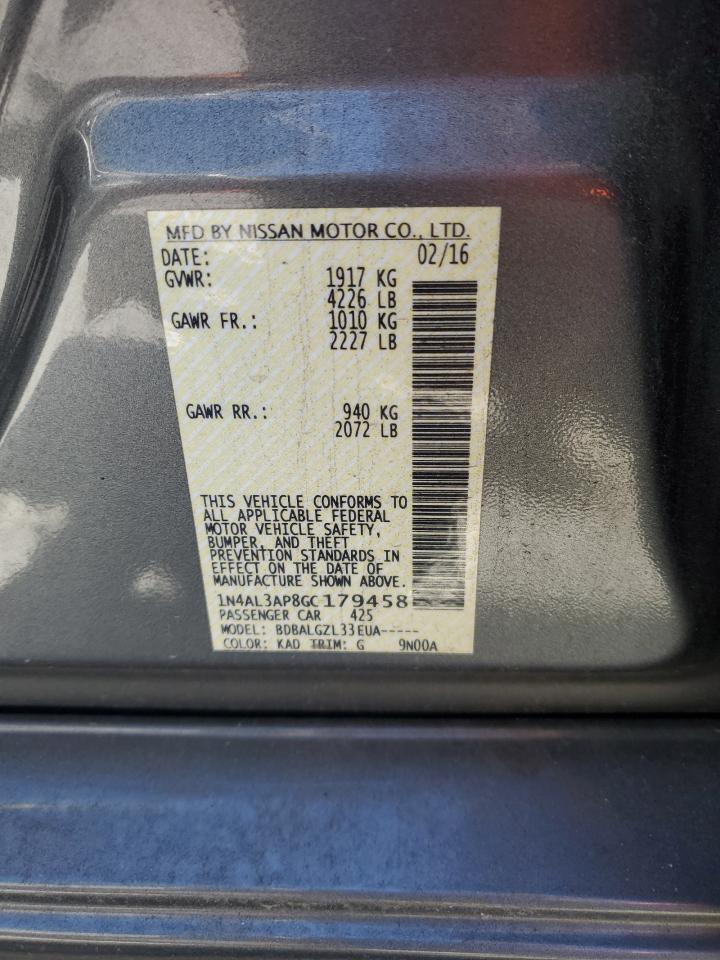 MFD BY NISSAN MOTOR CO., LTD.
DATE: 02/16
GVWR: 1917 KG
4226 LB
GAWR FR.: 1010 KG
2227 LB
GAWR RR.: 940 KG
2072 LB
THIS VEHICLE CONFORMS TO
ALL APPLICABLE FEDERAL
MOTOR VEHICLE SAFETY,
BUMPER, AND THEFT
PREVENTION STANDARDS IN
EFFECT ON THE DATE OF
MANUFACTURE SHOWN ABOVE.
1N4AL3AP8GC179458
PASSENGER CAR 425
MODEL: BDBALGZL33EUA-----
COLOR: KAD TRIM: G 9N00A